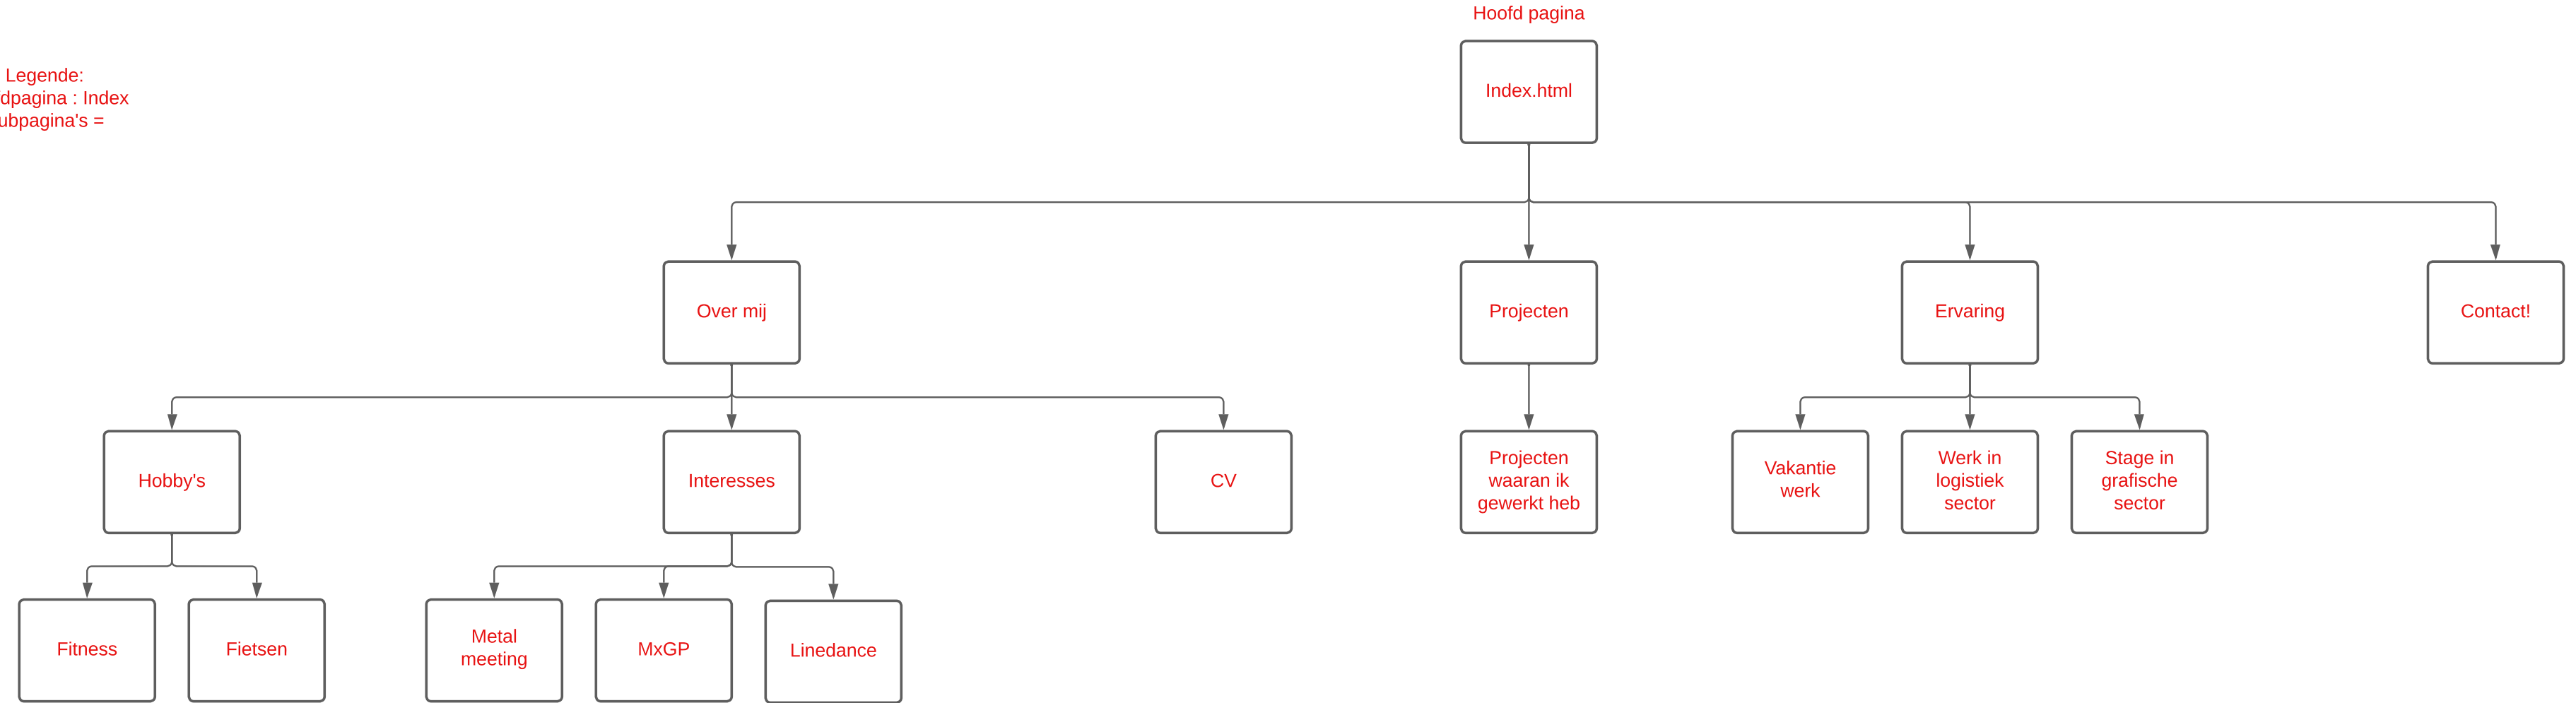 Hoofd pagina
Legende:
dpagina : Index
ubpagina's =
Index.html
Over mij
Projecten
Ervaring
Contact!
Hobby's
Interesses
CV
Projecten
waaran ik
gewerkt heb
Vakantie
werk
Werk in
logistiek
sector
Stage in
grafische
sector
Fitness
Fietsen
Metal
meeting
MxGP
Linedance